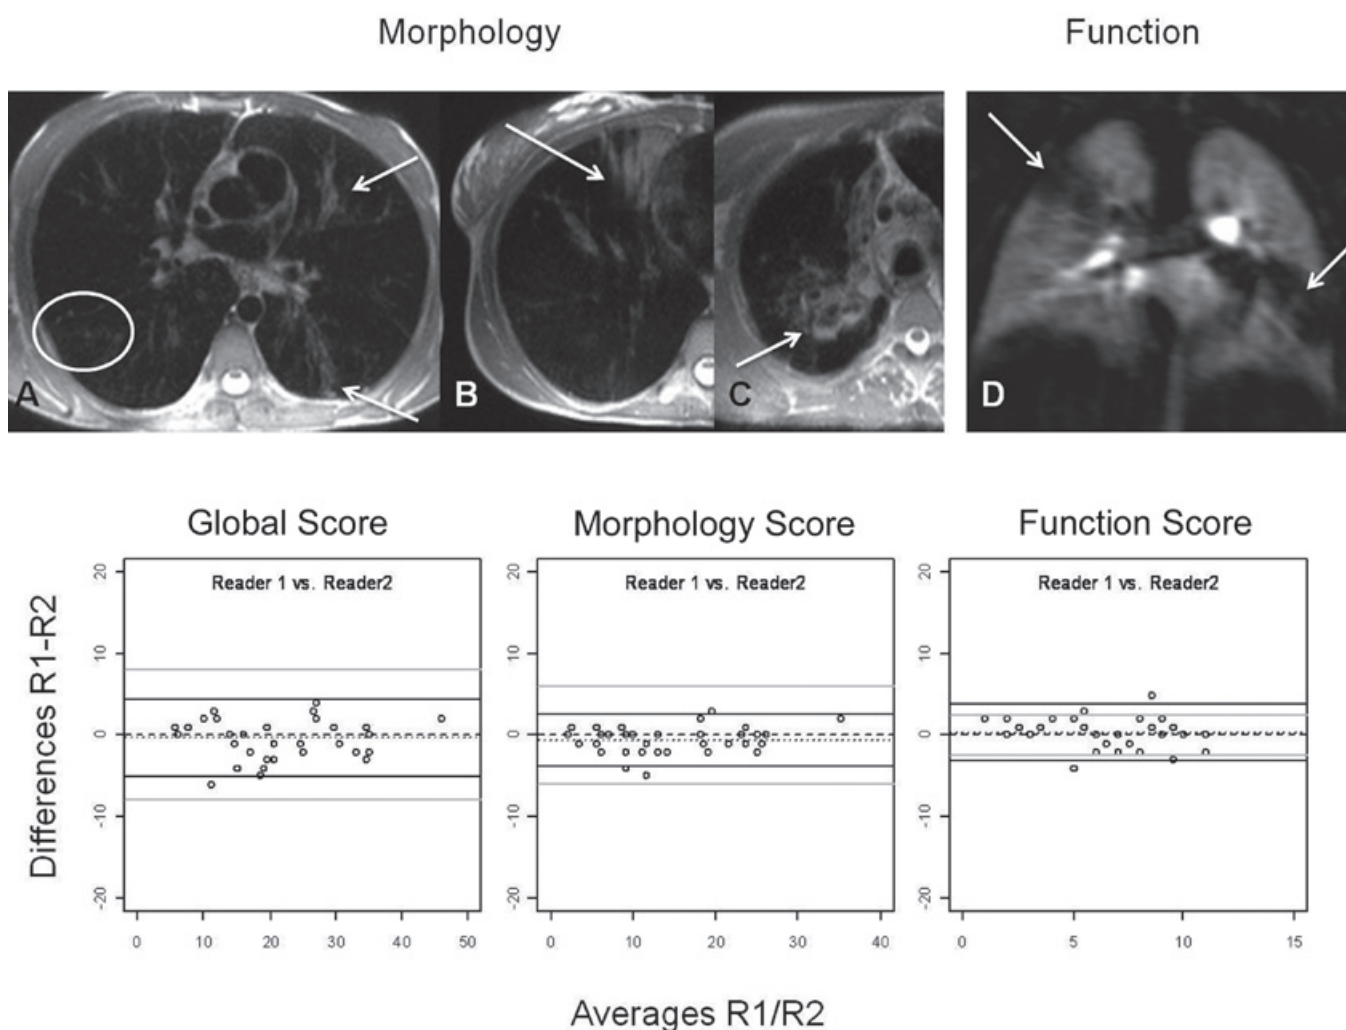 Morphology
Function
A
B
C
D
Global Score
Morphology Score
Function Score
Differences R1-R2
20
10
0
-10
-20
Reader 1 vs. Reader2
0
10
20
30
40
50
20
10
0
-10
-20
Reader 1 vs. Reader2
0
10
20
30
40
20
10
0
-10
-20
Reader 1 vs. Reader2
0
5
10
15
Averages R1/R2